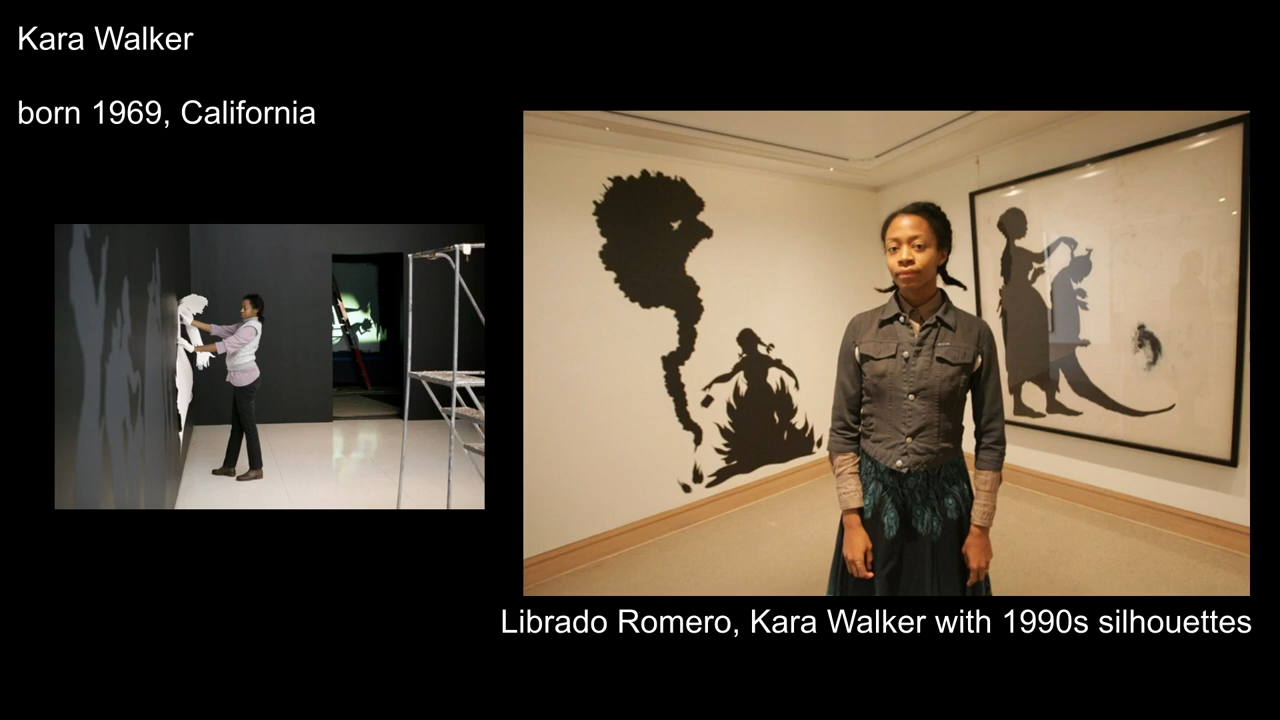 Kara Walker
born 1969, California
Librado Romero, Kara Walker with 1990s silhouettes